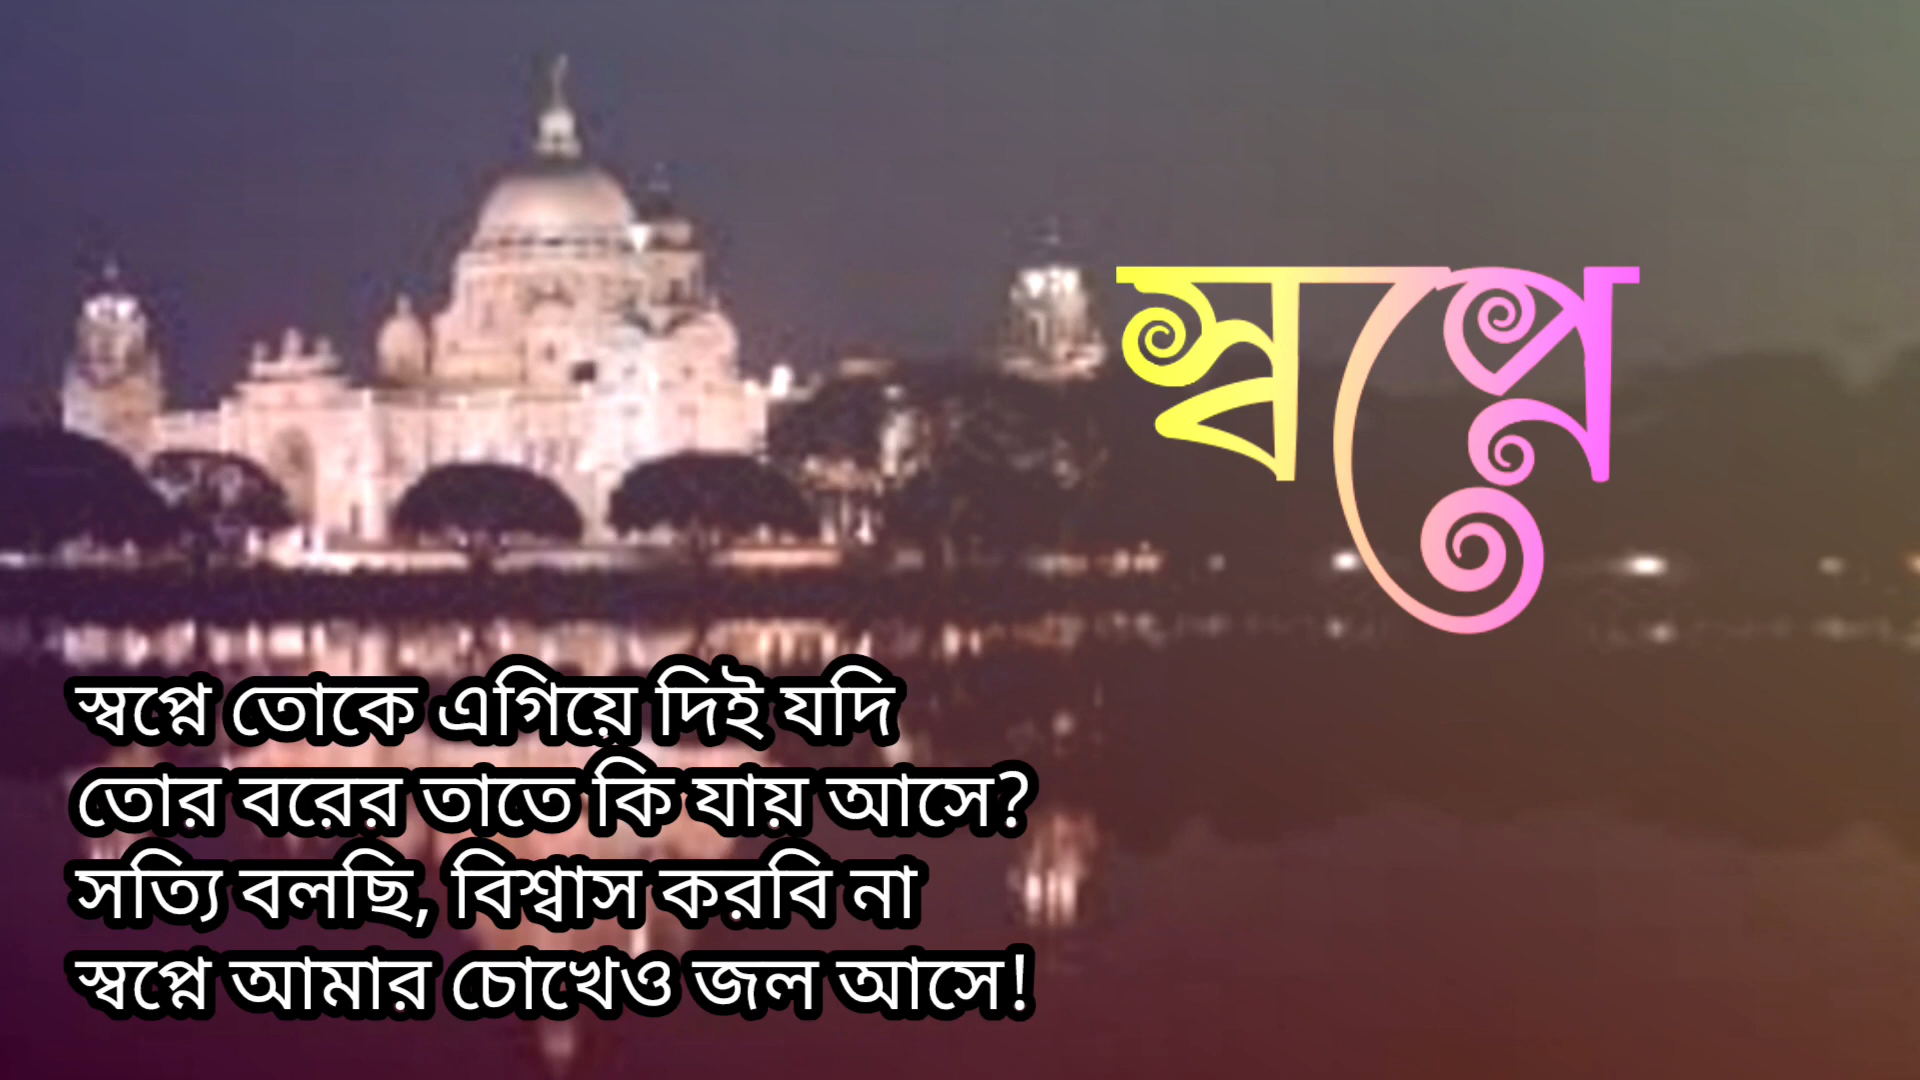 স্বপ্নে
স্বপ্নে তোকে এগিয়ে দিই যদি
তোর বরের তাতে কি যায় আসে?
সত্যি বলছি, বিশ্বাস করবি না
স্বপ্নে আমার চোখেও জল আসে!